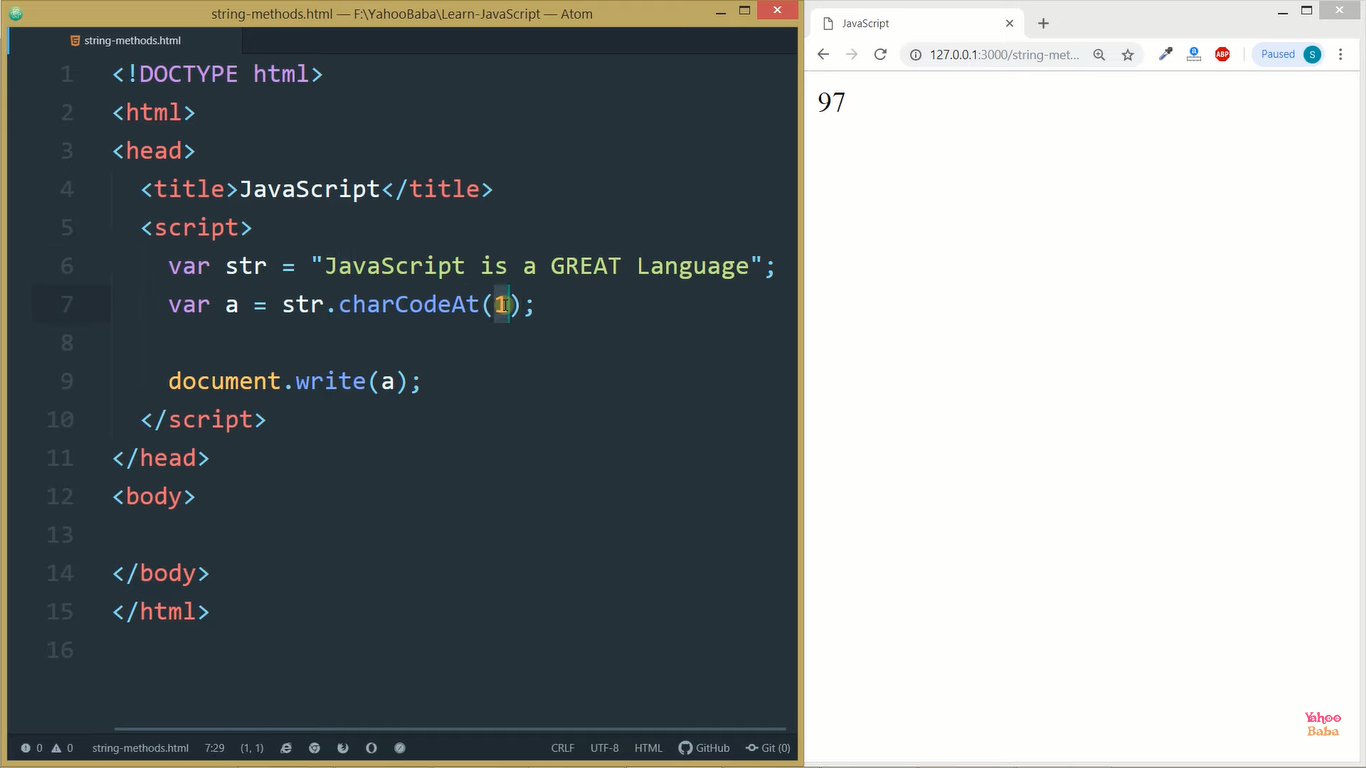 string-methods.html — F:\YahooBaba\Learn-JavaScript — Atom
string-methods.html
1 <!DOCTYPE html>
2 <html>
3 <head>
4 <title>JavaScript</title>
5 <script>
6 var str = "JavaScript is a GREAT Language";
7 var a = str.charCodeAt(1);
8
9 document.write(a);
10 </script>
11 </head>
12 <body>
13
14 </body>
15 </html>
16
0 0 string-methods.html 7:29 (1, 1) CRLF UTF-8 HTML GitHub Git (0)
JavaScript
127.0.0.1:3000/string-met... ABP Paused S
97
Yahoo
Baba